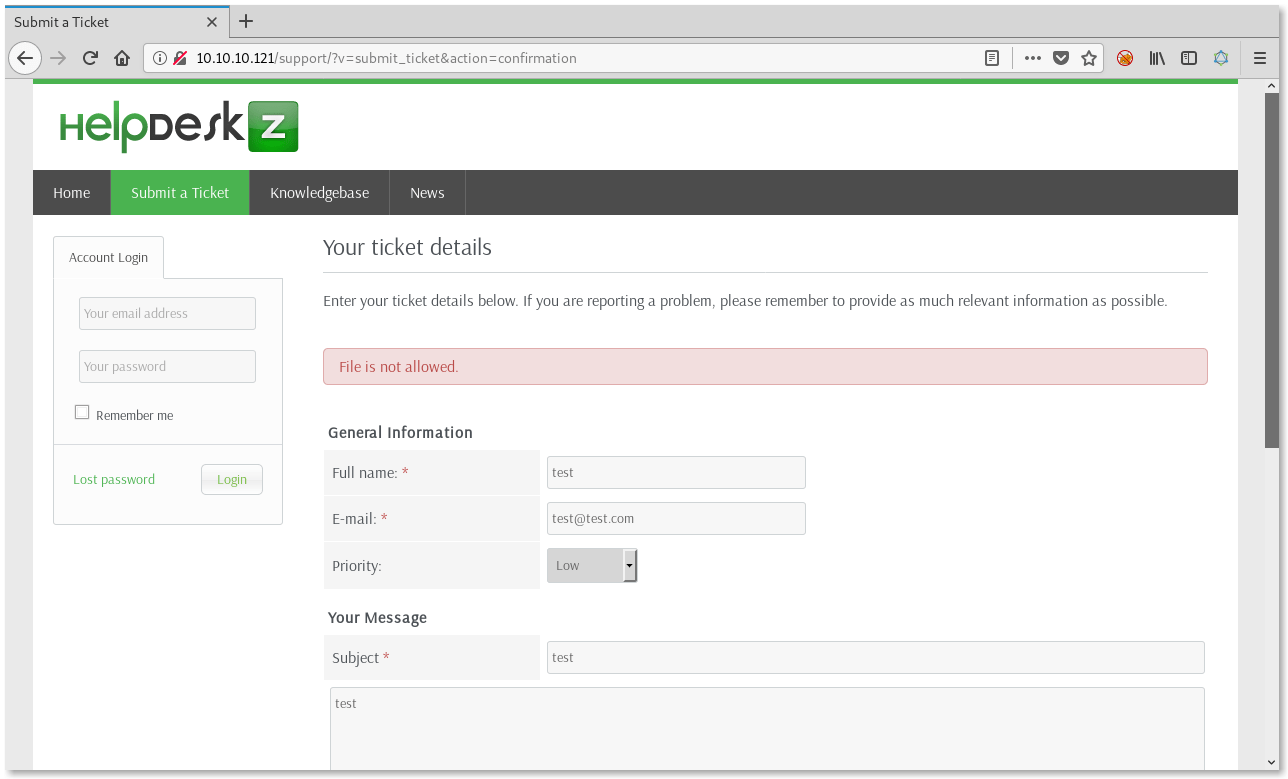 Submit a Ticket
10.10.10.121/support/?v=submit_ticket&action=confirmation
HelpDesk Z
Home Submit a Ticket Knowledgebase News
Account Login
Your email address
Your password
Remember me
Lost password Login
Your ticket details
Enter your ticket details below. If you are reporting a problem, please remember to provide as much relevant information as possible.
File is not allowed.
General Information
Full name: * test
E-mail: * test@test.com
Priority: Low
Your Message
Subject * test
test